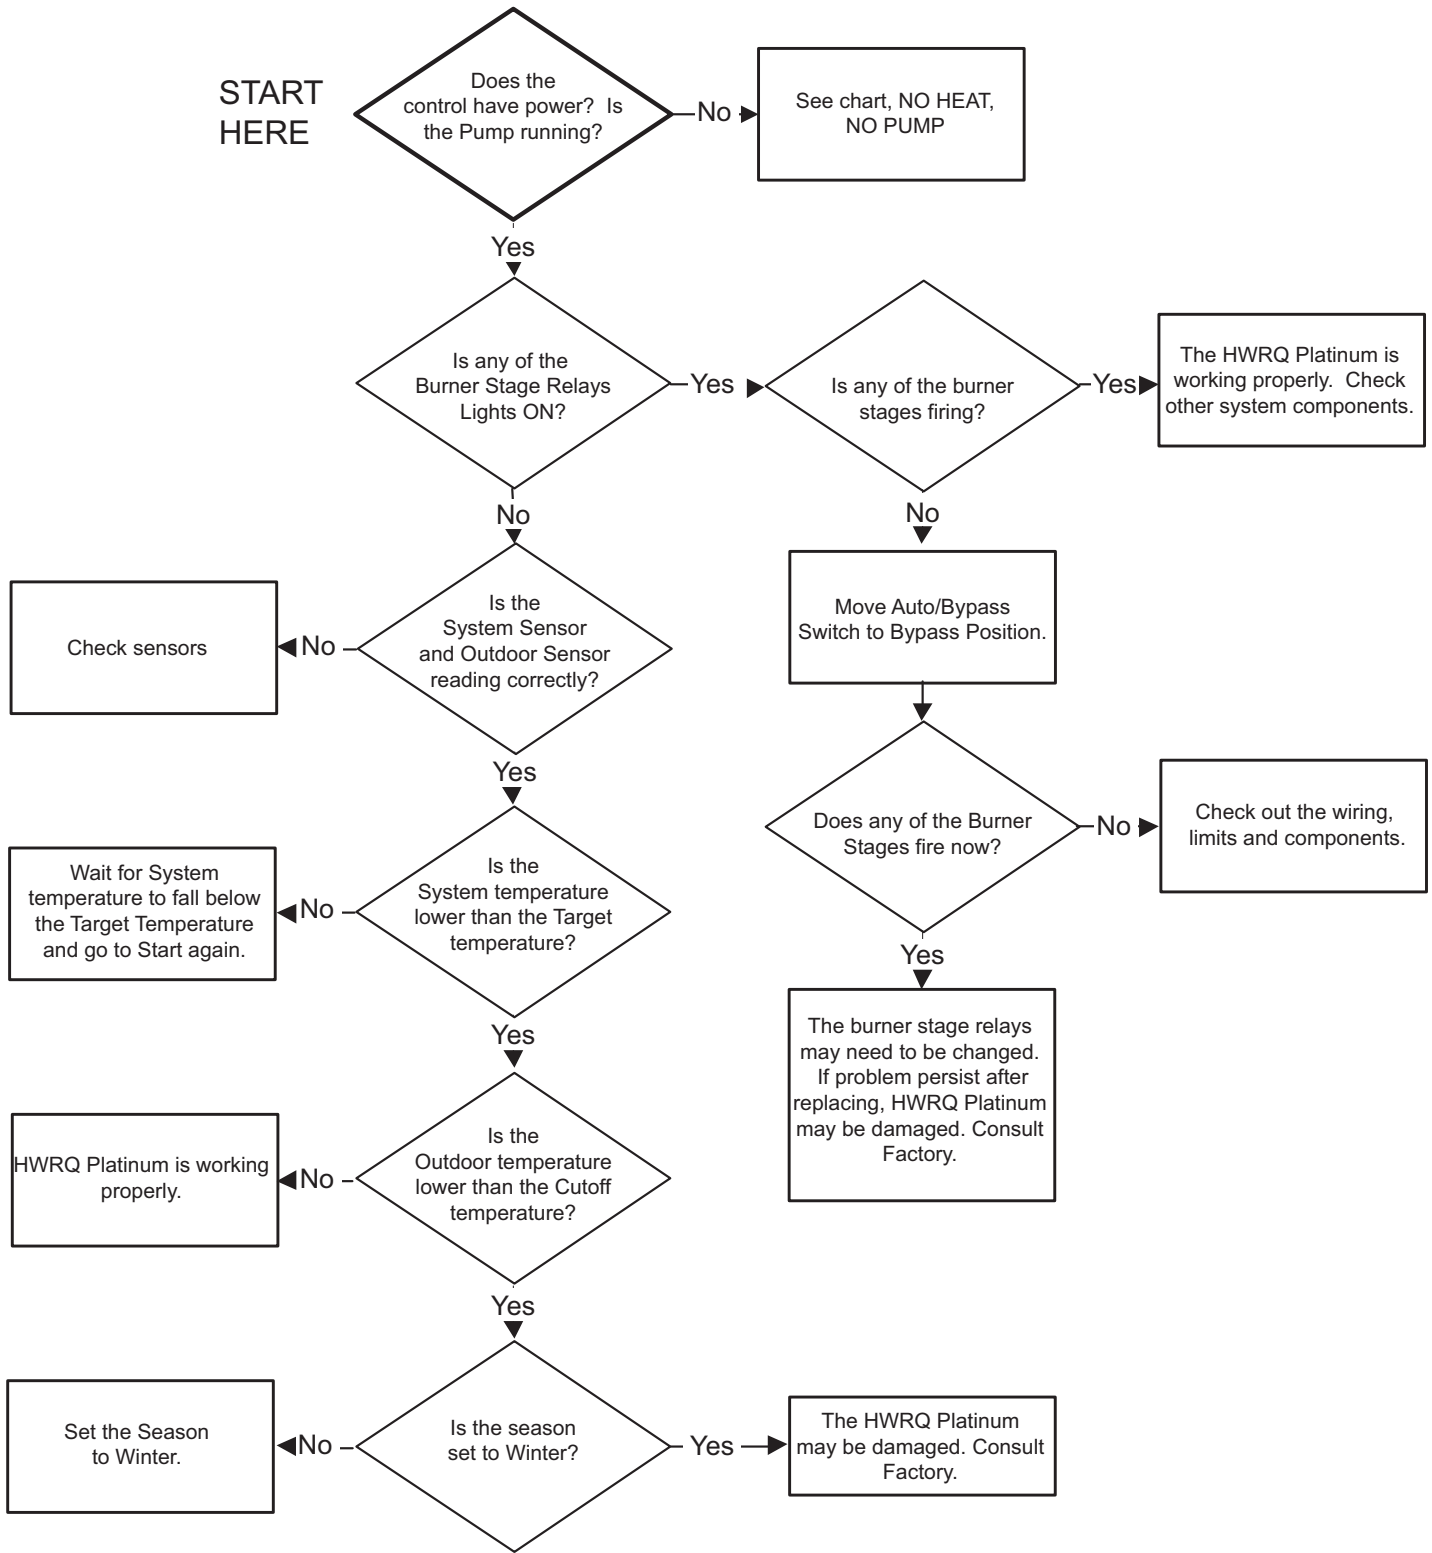 START
HERE
Does the
control have power?  Is
the Pump running?
No
See chart, NO HEAT,
NO PUMP
Yes
Is any of the
Burner Stage Relays
Lights ON?
Yes
Is any of the burner
stages firing?
Yes
The HWRQ Platinum is
working properly.  Check
other system components.
No
No
Move Auto/Bypass
Switch to Bypass Position.
Is the
System Sensor
and Outdoor Sensor
reading correctly?
No
Check sensors
Yes
Does any of the Burner
Stages fire now?
No
Check out the wiring,
limits and components.
Is the
System temperature
lower than the Target
temperature?
No
Wait for System
temperature to fall below
the Target Temperature
and go to Start again.
Yes
The burner stage relays
may need to be changed.
If problem persist after
replacing, HWRQ Platinum
may be damaged. Consult
Factory.
Yes
Is the
Outdoor temperature
lower than the Cutoff
temperature?
No
HWRQ Platinum is working
properly.
Yes
Is the season
set to Winter?
No
Set the Season
to Winter.
Yes
The HWRQ Platinum
may be damaged. Consult
Factory.